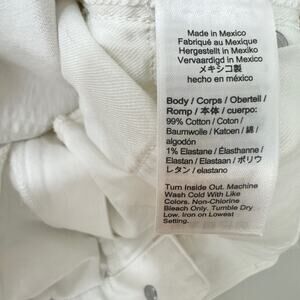 Made in Mexico
Fabriqué au Mexique
Hergestellt in Mexiko
Vervaardigd in Mexico
メキシコ製
hecho en méxico
Body / Corps / Oberteil /
Romp / 本体 / cuerpo:
99% Cotton / Coton /
Baumwolle / Katoen / 綿 /
algodón
1% Elastane / Élasthanne /
Elastan / Elastaan / ポリウ
レタン / elastano
Turn Inside Out. Machine
Wash Cold With Like
Colors. Non-Chlorine
Bleach Only. Tumble Dry
Low. Iron on Lowest
Setting.